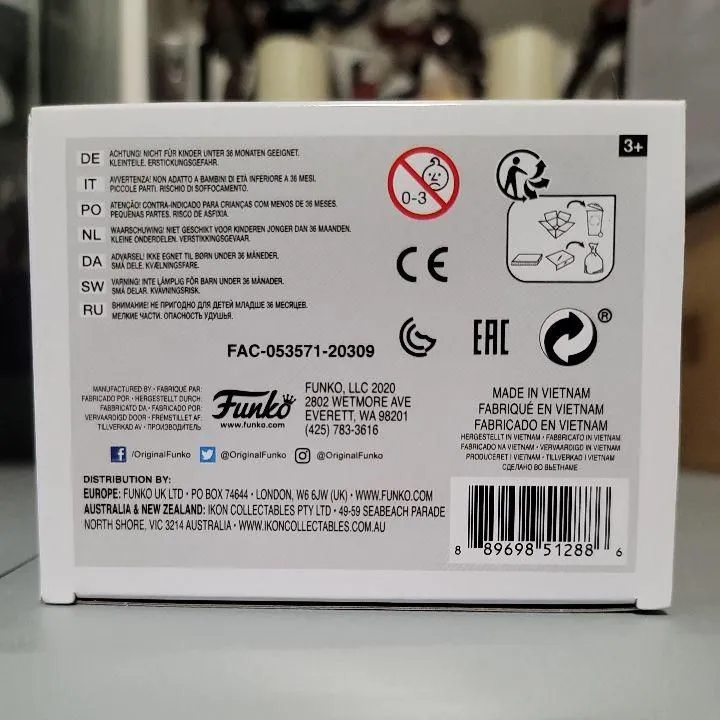 3+
DE ACHTUNG! NICHT FÜR KINDER UNTER 36 MONATEN GEEIGNET.
KLEINTEILE. ERSTICKUNGSGEFAHR.
IT AVVERTENZA! NON ADATTO A BAMBINI DI ETÀ INFERIORE A 36 MESI.
PICCOLE PARTI. RISCHIO DI SOFFOCAMENTO.
PO ATENÇÃO! CONTRA-INDICADO PARA CRIANÇAS COM MENOS DE 36 MESES.
PEQUENAS PARTES. RISCO DE ASFIXIA.
NL WAARSCHUWING! NIET GESCHIKT VOOR KINDEREN JONGER DAN 36 MAANDEN.
KLEINE ONDERDELEN. VERSTIKKINGSGEVAAR.
DA ADVARSEL! IKKE EGNET TIL BØRN UNDER 36 MÅNEDER.
SMÅ DELE. KVÆLNINGSFARE.
SW VARNING! INTE LÄMPLIG FÖR BARN UNDER 36 MÅNADER.
SMÅ DELAR. KVÄVNINGSRISK.
RU ВНИМАНИЕ! НЕ ПРИГОДНО ДЛЯ ДЕТЕЙ МЛАДШЕ 36 МЕСЯЦЕВ.
МЕЛКИЕ ЧАСТИ. ОПАСНОСТЬ УДУШЬЯ.
0-3
CE
EAC
®
FAC-053571-20309
MANUFACTURED BY • FABRIQUÉ PAR:
FABRICADO POR: • HERGESTELLT DURCH:
FABBRICATO DA • FABRICADO POR:
VERVAARDIGD DOOR • FREMSTILLET AF:
TILLVERKAD AV • ПРОИЗВОДИТЕЛЬ:
Funko
www.funko.com
FUNKO, LLC 2020
2802 WETMORE AVE
EVERETT, WA 98201
(425) 783-3616
MADE IN VIETNAM
FABRIQUÉ EN VIETNAM
FABRICADO EN VIETNAM
HERGESTELLT IN VIETNAM • FABBRICATO IN VIETNAM
FABRICADO NA VIETNAM • VERVAARDIGD IN VIETNAM
PRODUCERET I VIETNAM • TILLVERKAD I VIETNAM
СДЕЛАНО ВО ВЬЕТНАМЕ
f /OriginalFunko @OriginalFunko @OriginalFunko
DISTRIBUTION BY:
EUROPE: FUNKO UK LTD • PO BOX 74644 • LONDON, W6 6JW (UK) • WWW.FUNKO.COM
AUSTRALIA & NEW ZEALAND: IKON COLLECTABLES PTY LTD • 49-59 SEABEACH PARADE
NORTH SHORE, VIC 3214 AUSTRALIA • WWW.IKONCOLLECTABLES.COM.AU
8 89698 51288 6